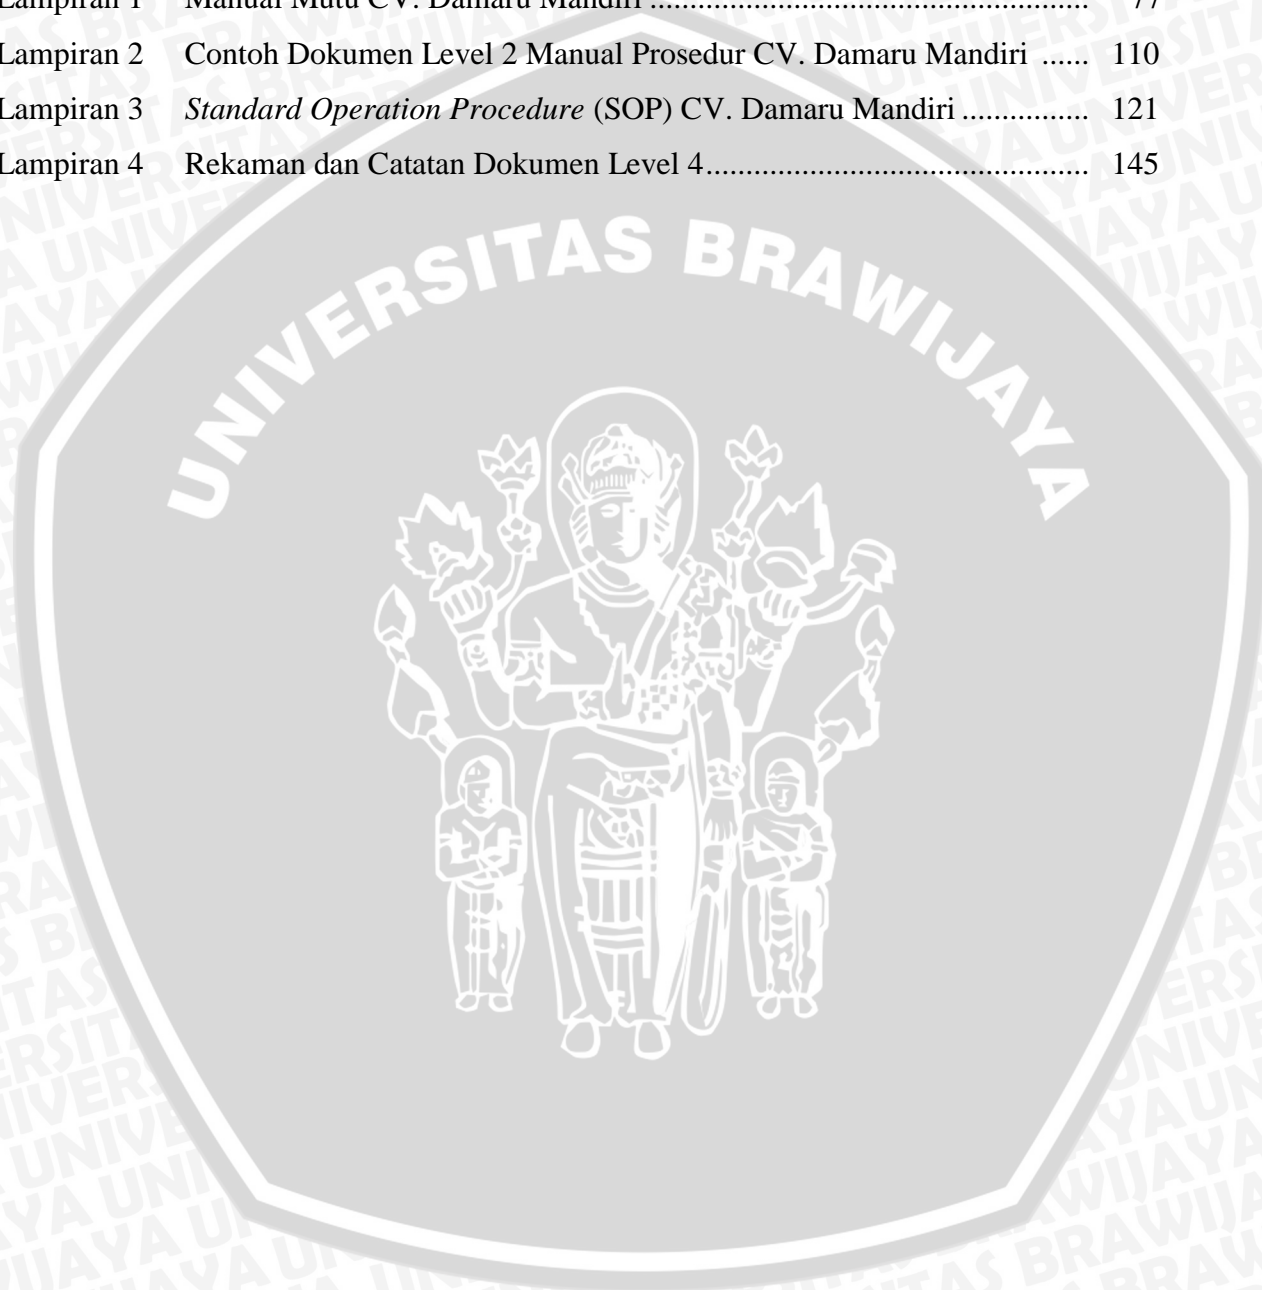 Lampiran 1 Manual Mutu CV. Damaru Mandiri ...................................................... 77
Lampiran 2 Contoh Dokumen Level 2 Manual Prosedur CV. Damaru Mandiri ...... 110
Lampiran 3 Standard Operation Procedure (SOP) CV. Damaru Mandiri ................ 121
Lampiran 4 Rekaman dan Catatan Dokumen Level 4................................................ 145
UNIVERSITAS BRAWIJAYA